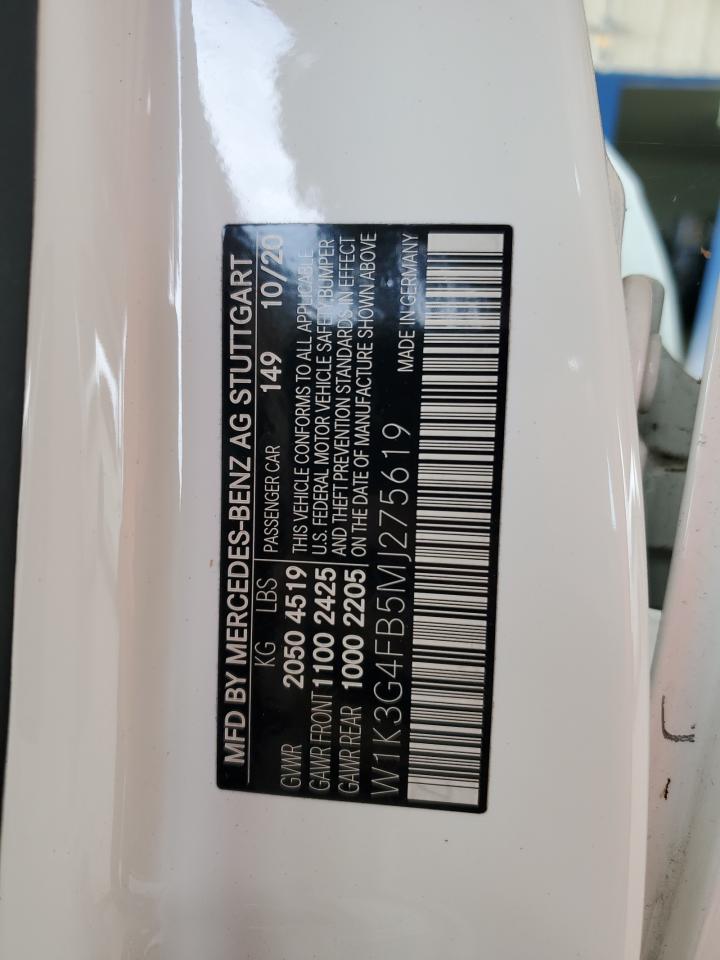 MFD BY MERCEDES-BENZ AG STUTTGART
KG LBS PASSENGER CAR 149 10/20
GVWR 2050 4519 THIS VEHICLE CONFORMS TO ALL APPLICABLE
GAWR FRONT 1100 2425 U.S. FEDERAL MOTOR VEHICLE SAFETY, BUMPER
GAWR REAR 1000 2205 AND THEFT PREVENTION STANDARDS IN EFFECT
ON THE DATE OF MANUFACTURE SHOWN ABOVE
W1K3G4FB5MJ275619 MADE IN GERMANY